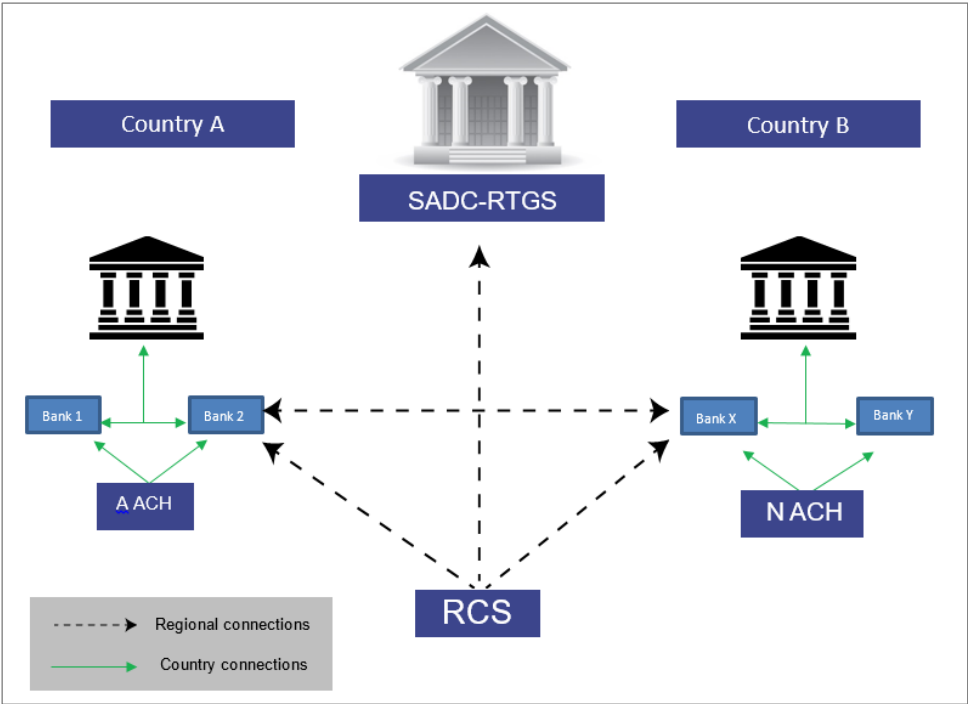 Country A
Country B
SADC-RTGS
Bank 1
Bank 2
Bank X
Bank Y
A ACH
N ACH
RCS
Regional connections
Country connections